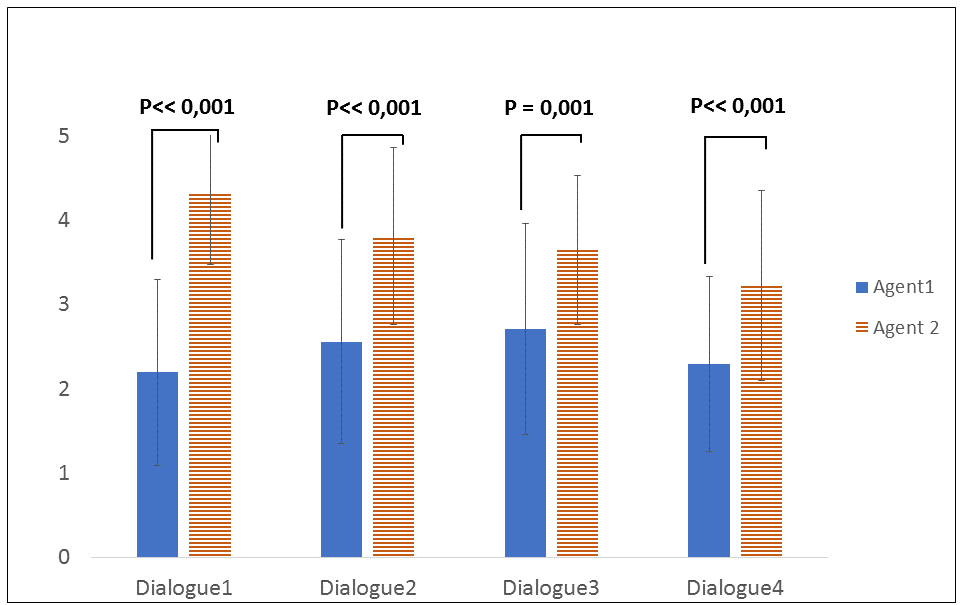 P<< 0,001
P<< 0,001
P = 0,001
P<< 0,001
5
4
3
2
1
0
Dialogue1
Dialogue2
Dialogue3
Dialogue4
Agent1
Agent 2